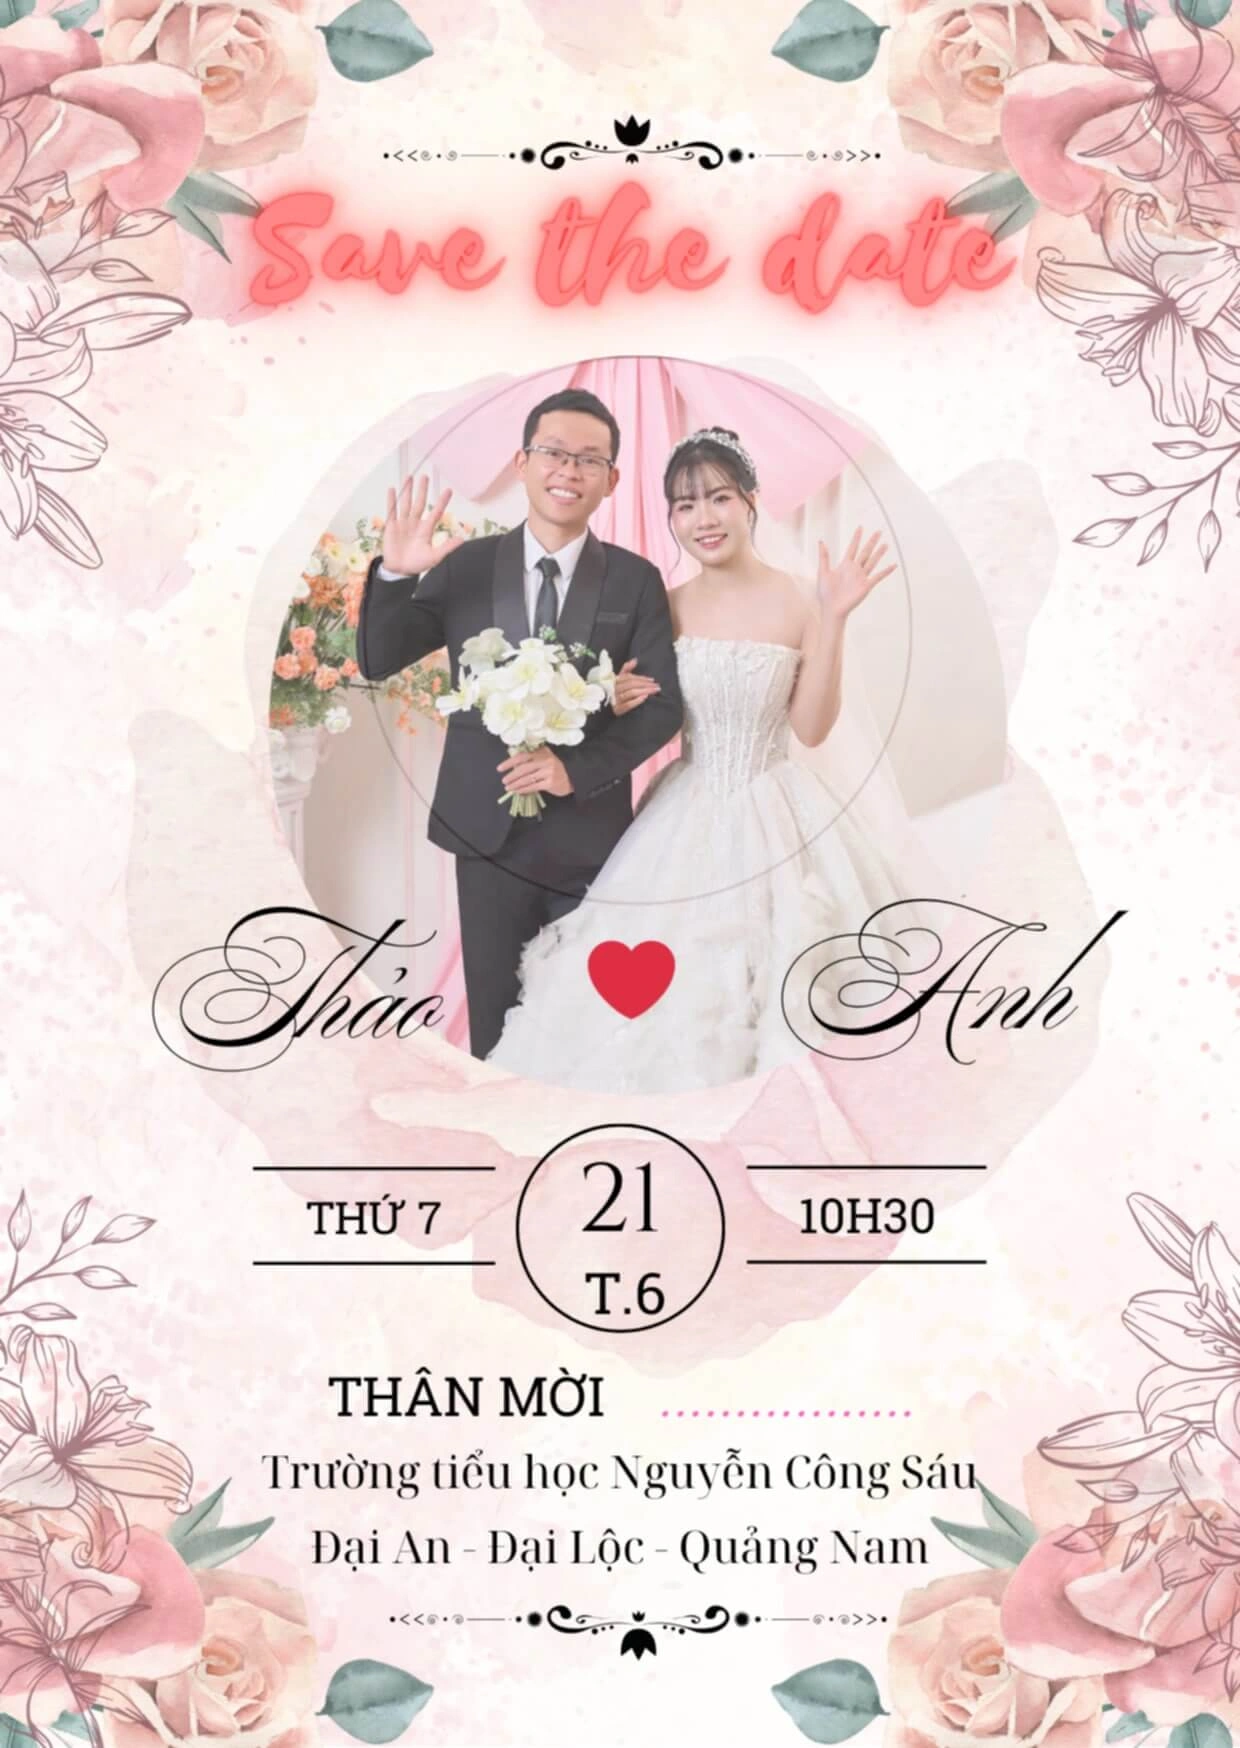 Save the date
Thảo
Anh
THỨ 7
21
T.6
10H30
THÂN MỜI ..................
Trường tiểu học Nguyễn Công Sáu
Đại An - Đại Lộc - Quảng Nam